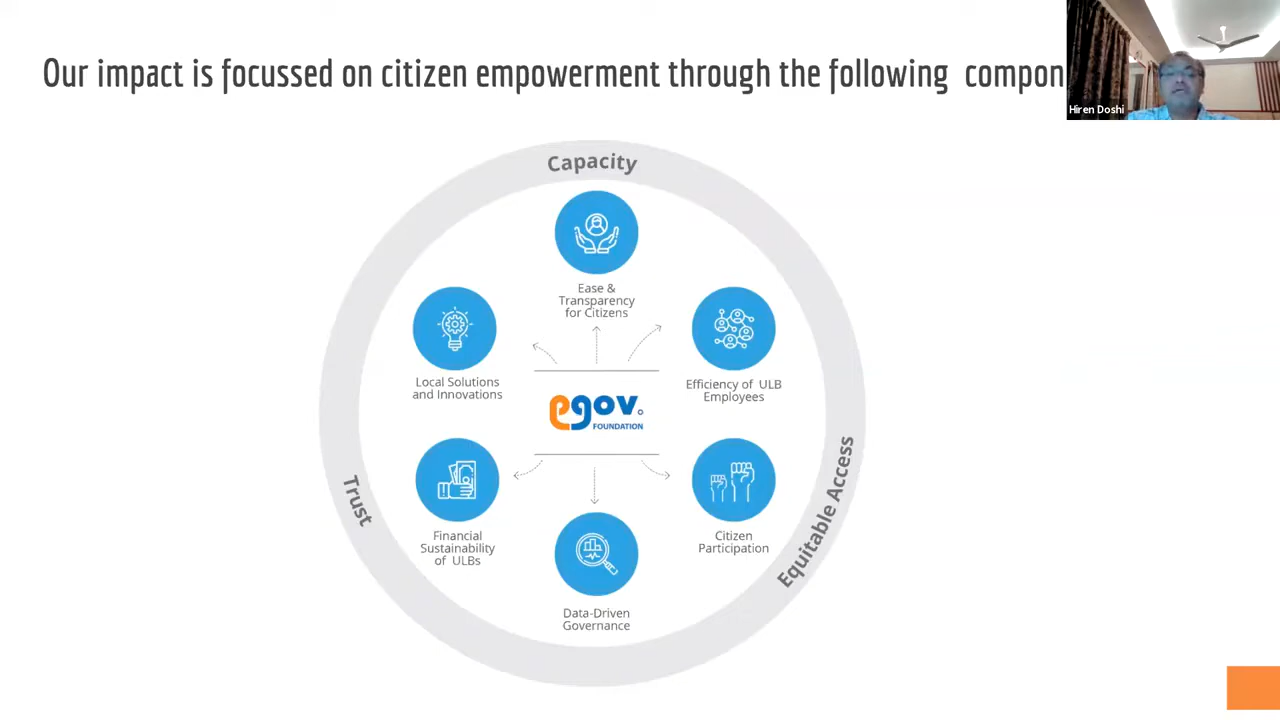 Our impact is focussed on citizen empowerment through the following compon
Hiren Doshi
Capacity
Ease &
Transparency
for Citizens
Local Solutions
and Innovations
Efficiency of ULB
Employees
egov.
FOUNDATION
Trust
Equitable Access
Financial
Sustainability
of ULBs
Citizen
Participation
Data-Driven
Governance